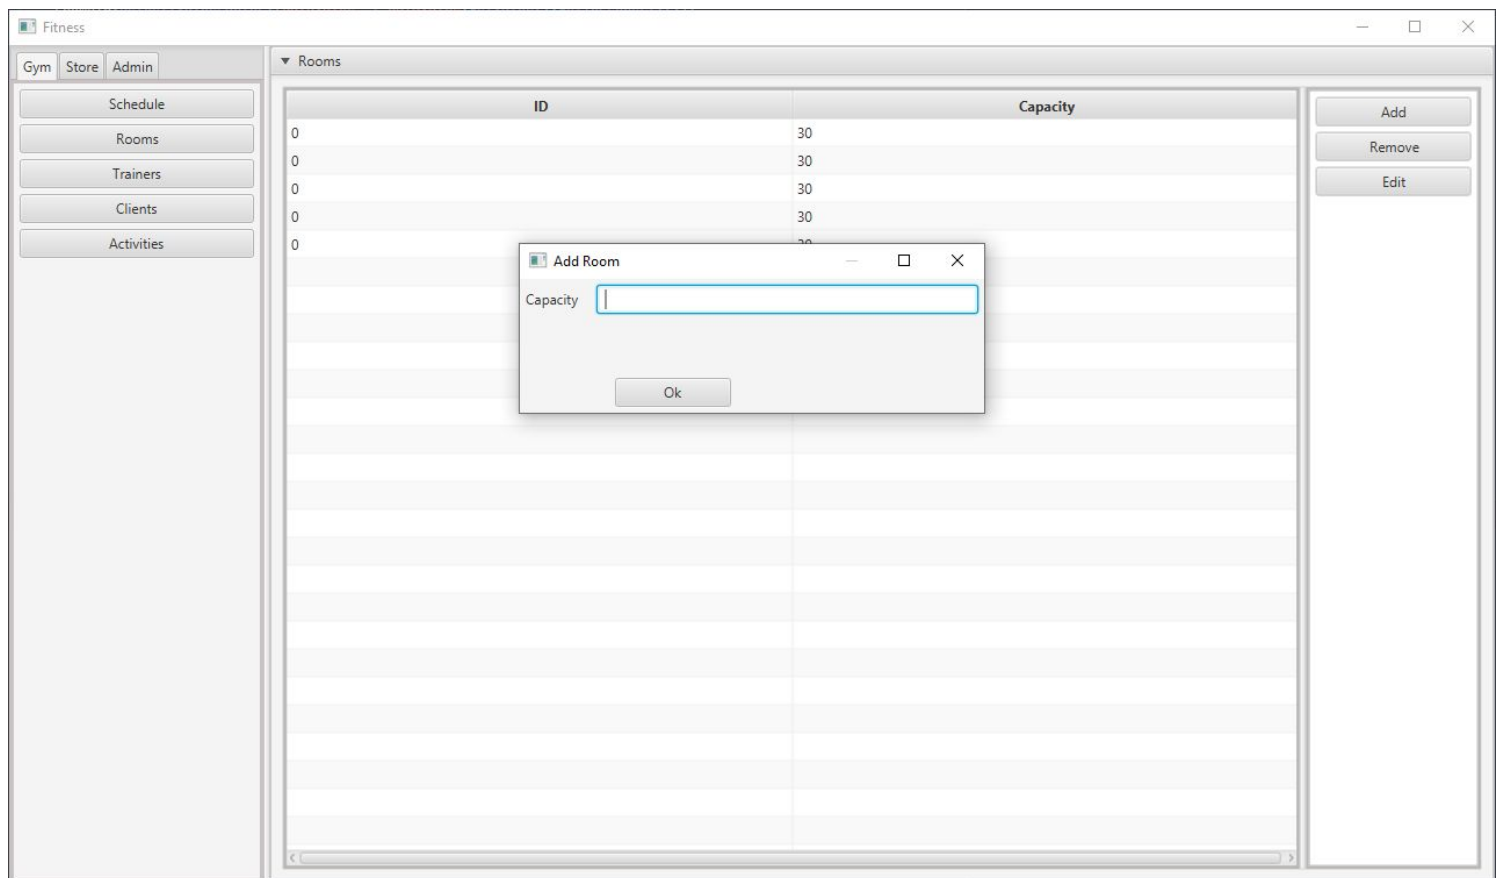 Fitness
Gym Store Admin
Schedule
Rooms
Trainers
Clients
Activities
Rooms
ID Capacity
0 30
0 30
0 30
0 30
0
Add
Remove
Edit
Add Room
Capacity
Ok